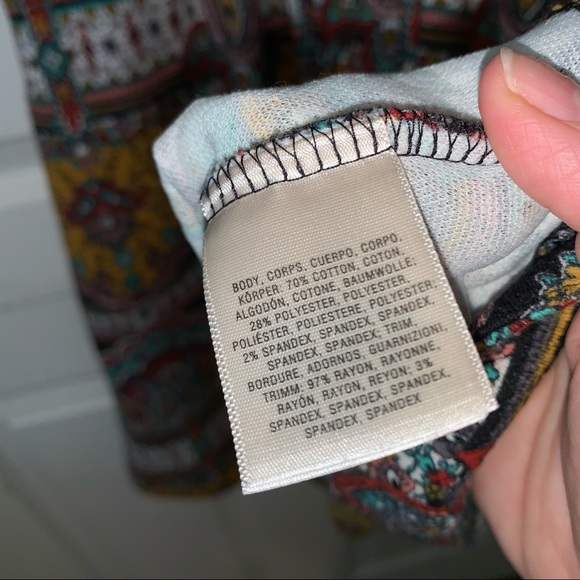 BODY, CORPS, CUERPO, CORPO,
KÖRPER: 70% COTTON, COTON,
ALGODÓN, COTONE, BAUMWOLLE;
28% POLYESTER, POLYESTER,
POLIÉSTER, POLIESTERE, POLYESTER;
2% SPANDEX, SPANDEX,
SPANDEX, SPANDEX, TRIM,
BORDURE, ADORNOS, GUARNIZIONI,
TRIMM: 97% RAYON, RAYONNE,
RAYÓN, RAYON, REYON; 3%
SPANDEX, SPANDEX, SPANDEX,
SPANDEX, SPANDEX